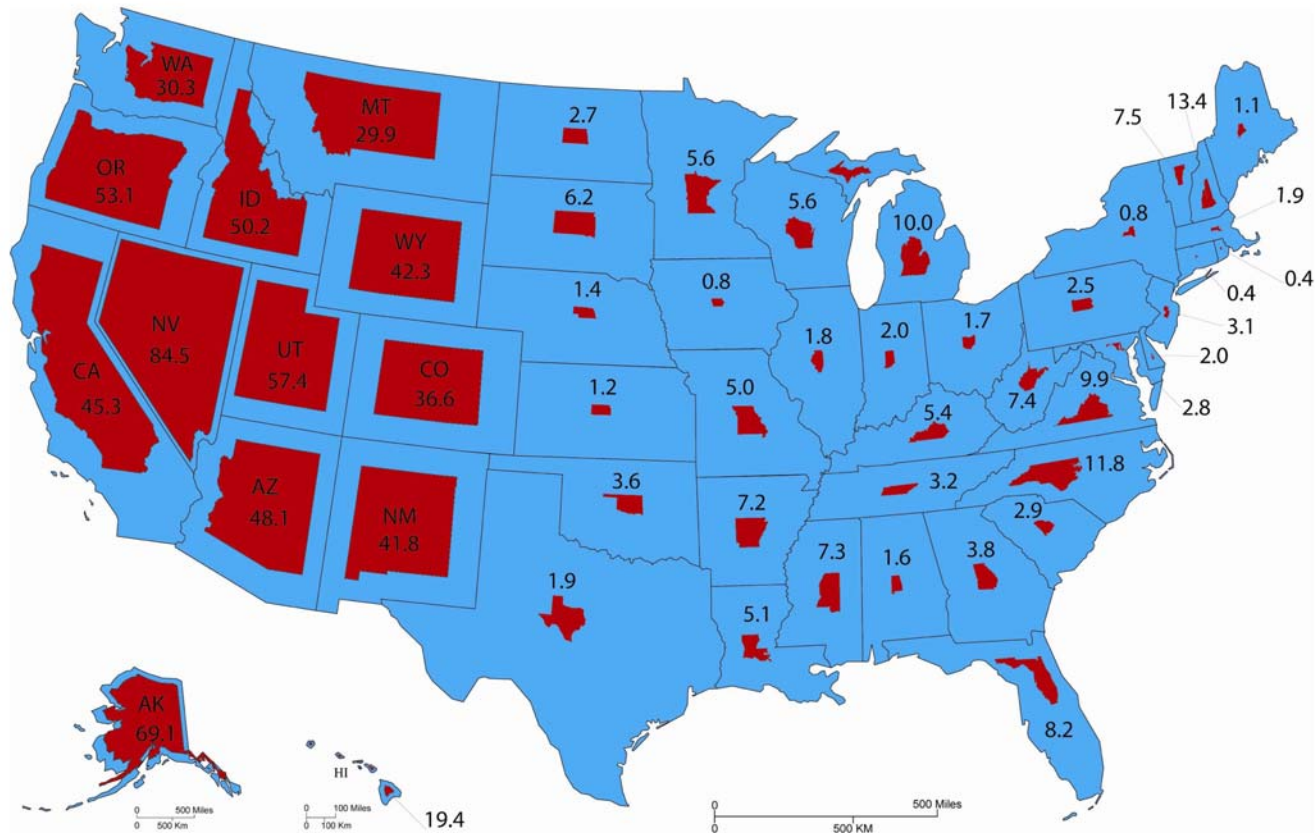 WA
30.3
MT
29.9
2.7
13.4
1.1
7.5
OR
53.1
ID
50.2
5.6
6.2
5.6
10.0
0.8
1.9
WY
42.3
NV
84.5
1.4
0.8
2.5
0.4
0.4
3.1
CA
45.3
UT
57.4
CO
36.6
1.8
2.0
1.7
2.0
1.2
5.0
7.4
9.9
2.8
5.4
AZ
48.1
NM
41.8
3.6
7.2
3.2
11.8
2.9
1.9
7.3
1.6
3.8
5.1
AK
69.1
8.2
HI
19.4
0 500 Miles
0 500 Km
0 100 Miles
0 100 Km
0 500 Miles
0 500 KM